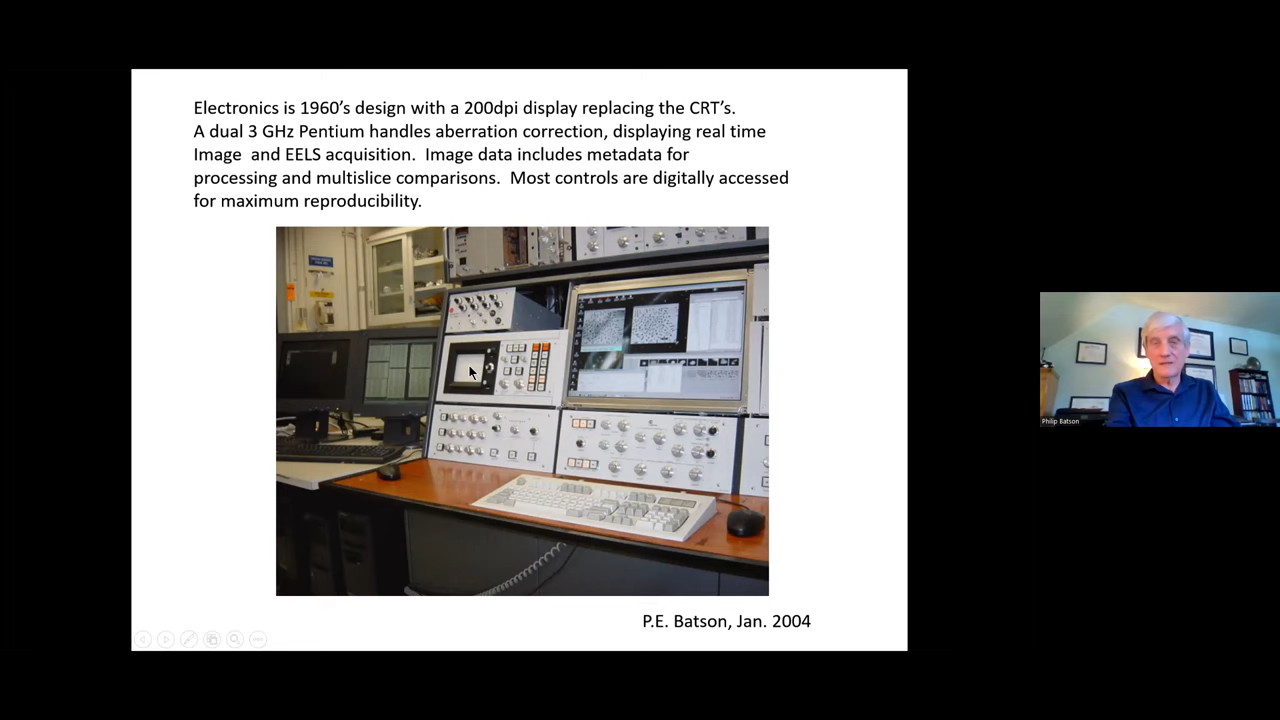 Electronics is 1960’s design with a 200dpi display replacing the CRT’s.
A dual 3 GHz Pentium handles aberration correction, displaying real time
Image  and EELS acquisition.  Image data includes metadata for
processing and multislice comparisons.  Most controls are digitally accessed
for maximum reproducibility.
P.E. Batson, Jan. 2004
Philip Batson